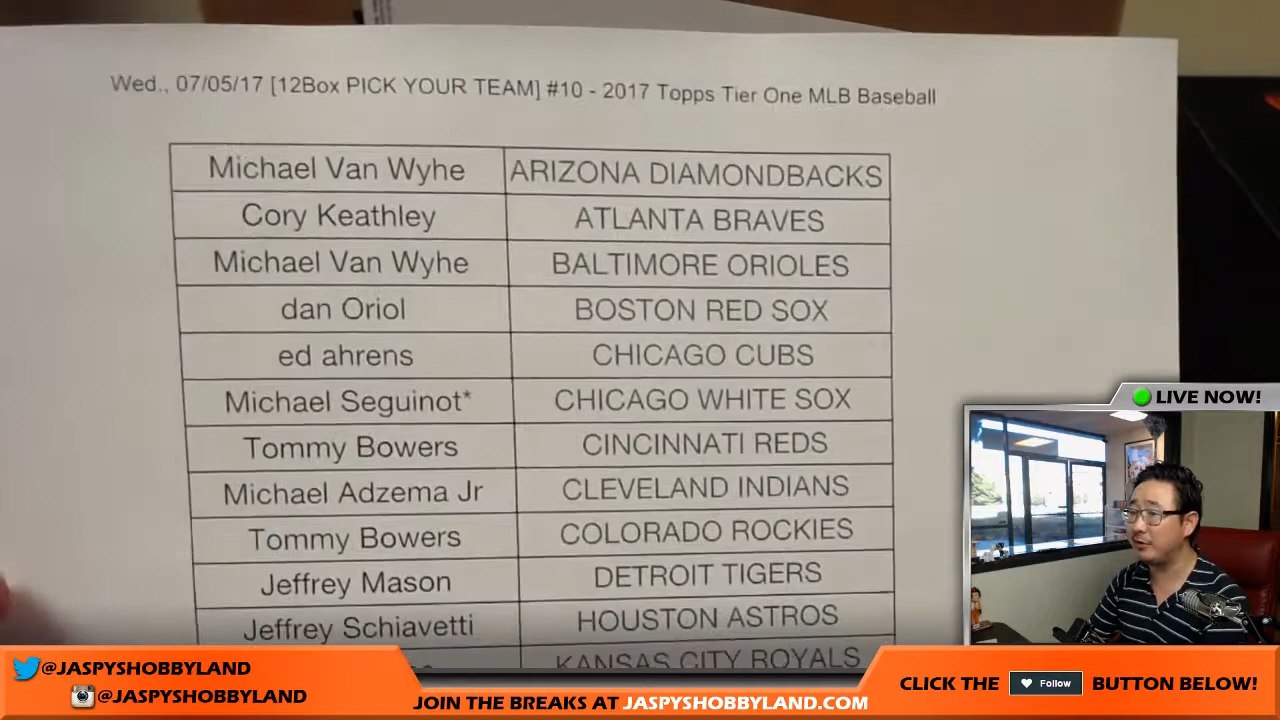 Wed., 07/05/17 [12Box PICK YOUR TEAM] #10 - 2017 Topps Tier One MLB Baseball
Michael Van Wyhe ARIZONA DIAMONDBACKS
Cory Keathley ATLANTA BRAVES
Michael Van Wyhe BALTIMORE ORIOLES
dan Oriol BOSTON RED SOX
ed ahrens CHICAGO CUBS
Michael Seguinot* CHICAGO WHITE SOX
Tommy Bowers CINCINNATI REDS
Michael Adzema Jr CLEVELAND INDIANS
Tommy Bowers COLORADO ROCKIES
Jeffrey Mason DETROIT TIGERS
Jeffrey Schiavetti HOUSTON ASTROS
KANSAS CITY ROYALS
LIVE NOW!
@JASPYSHOBBYLAND
@JASPYSHOBBYLAND
JOIN THE BREAKS AT JASPYSHOBBYLAND.COM
CLICK THE Follow BUTTON BELOW!